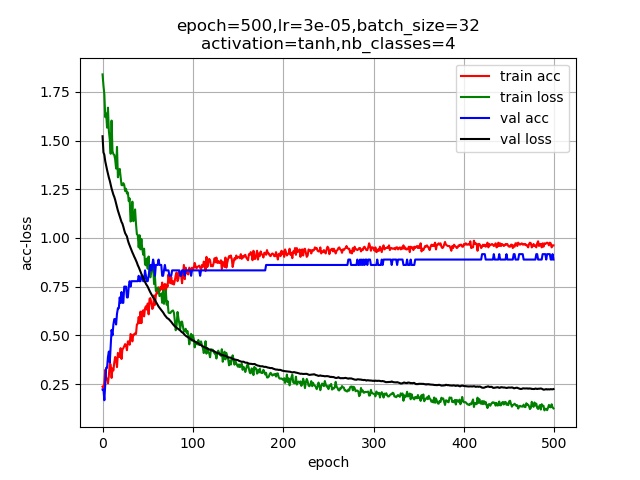 epoch=500,lr=3e-05,batch_size=32
activation=tanh,nb_classes=4
train acc
train loss
val acc
val loss
1.75
1.50
1.25
1.00
0.75
0.50
0.25
acc-loss
0 100 200 300 400 500
epoch